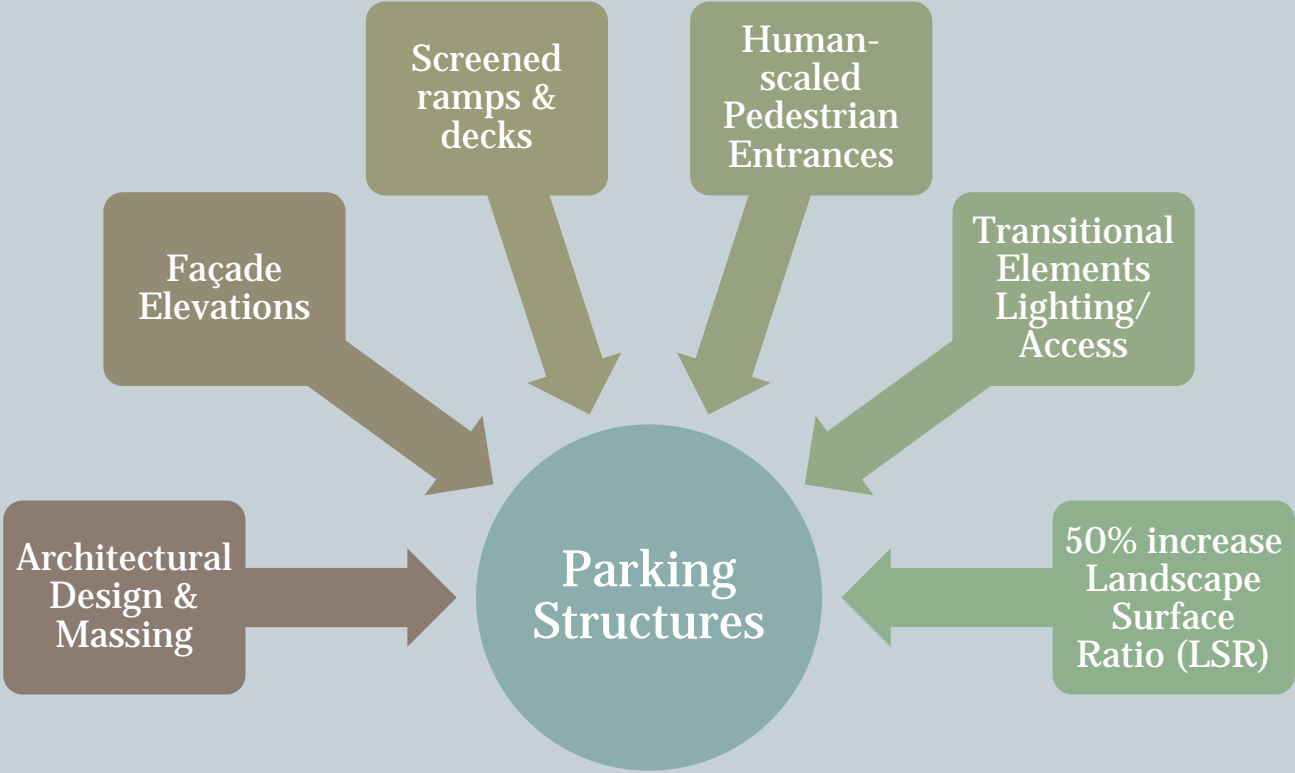 Screened
ramps &
decks
Human-
scaled
Pedestrian
Entrances
Façade
Elevations
Transitional
Elements
Lighting/
Access
Architectural
Design &
Massing
Parking
Structures
50% increase
Landscape
Surface
Ratio (LSR)